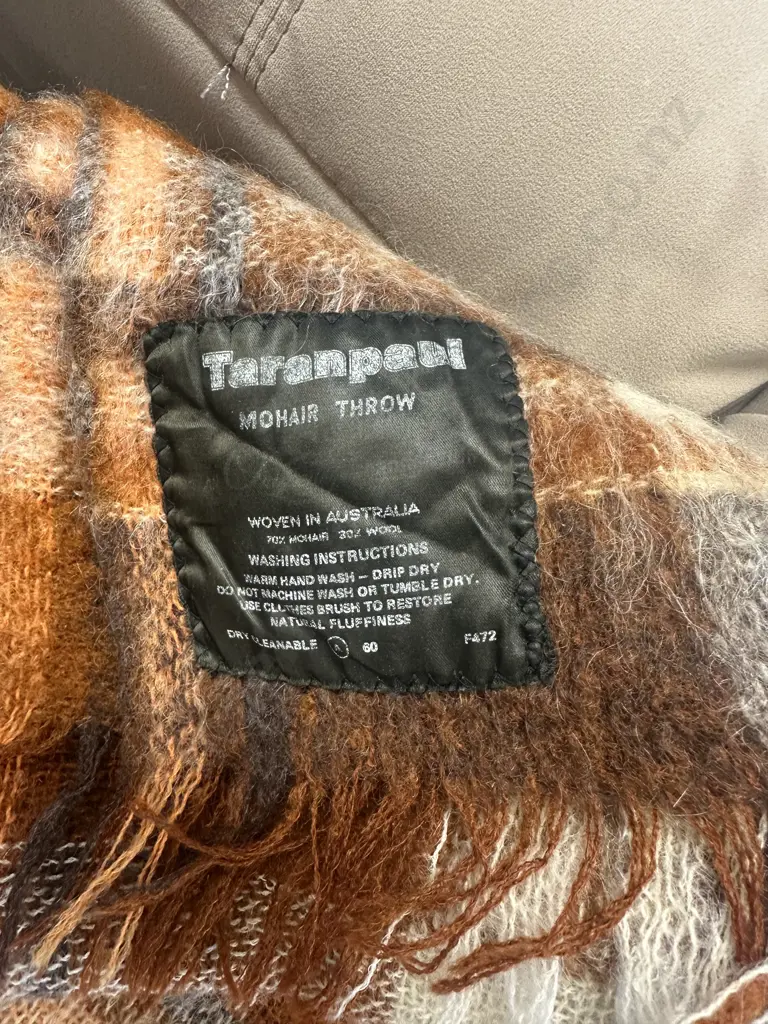 Taranpabl
MOHAIR THROW
WOVEN IN AUSTRALIA
70% MOHAIR 30% WOOL
WASHING INSTRUCTIONS
WARM HAND WASH – DRIP DRY
DO NOT MACHINE WASH OR TUMBLE DRY.
USE CLOTHES BRUSH TO RESTORE
NATURAL FLUFFINESS
DRY CLEANABLE A 60 F472